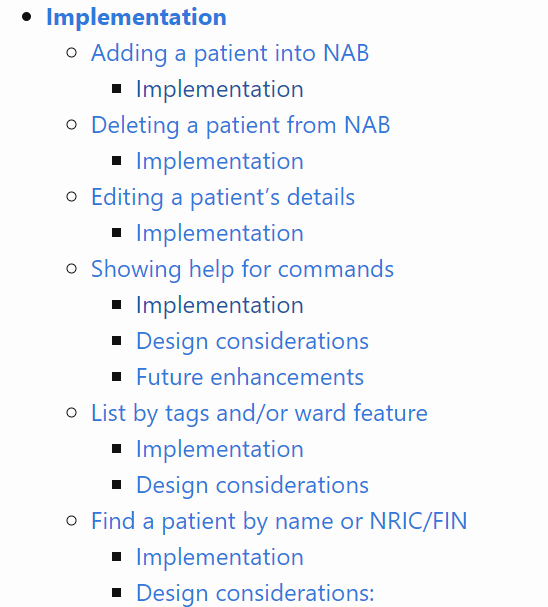 Implementation
Adding a patient into NAB
Implementation
Deleting a patient from NAB
Implementation
Editing a patient’s details
Implementation
Showing help for commands
Implementation
Design considerations
Future enhancements
List by tags and/or ward feature
Implementation
Design considerations
Find a patient by name or NRIC/FIN
Implementation
Design considerations: